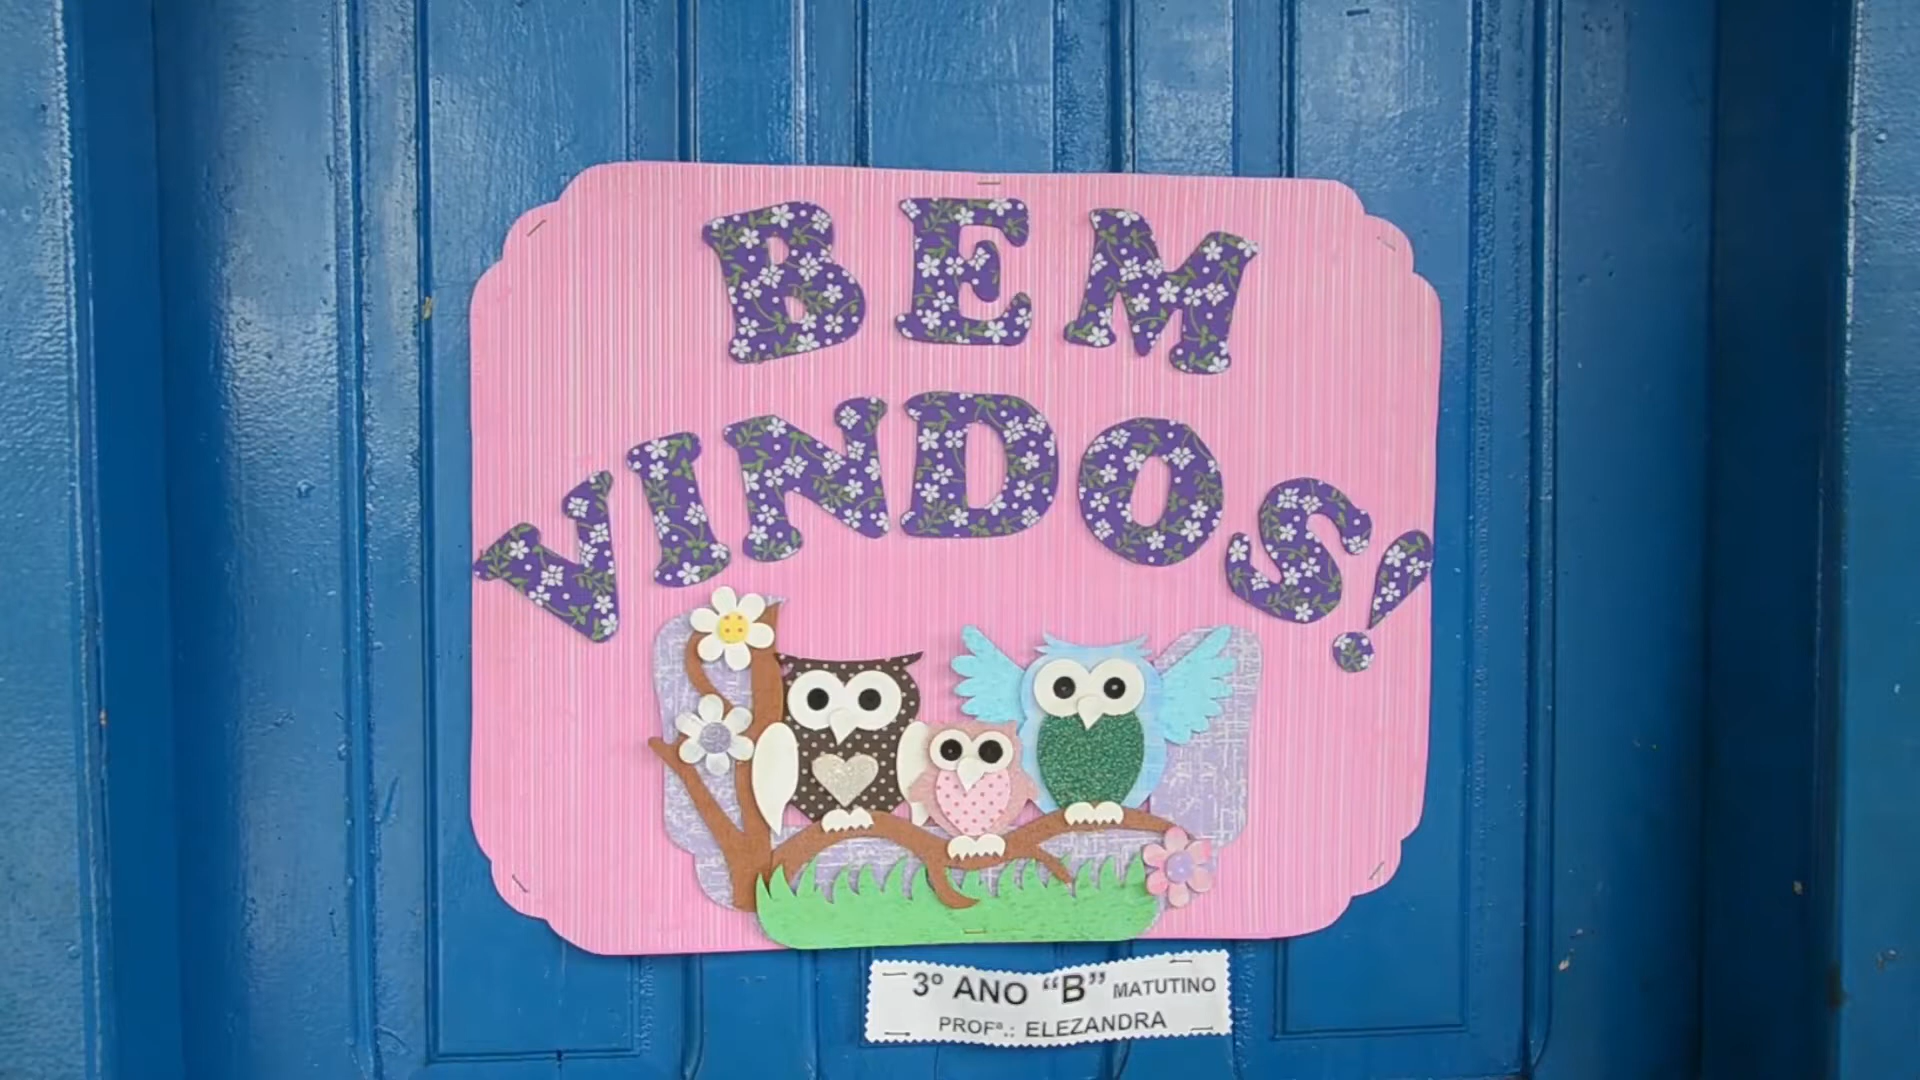 BEM
VINDOS!
3º ANO “B” MATUTINO
PROFª.: ELEZANDRA